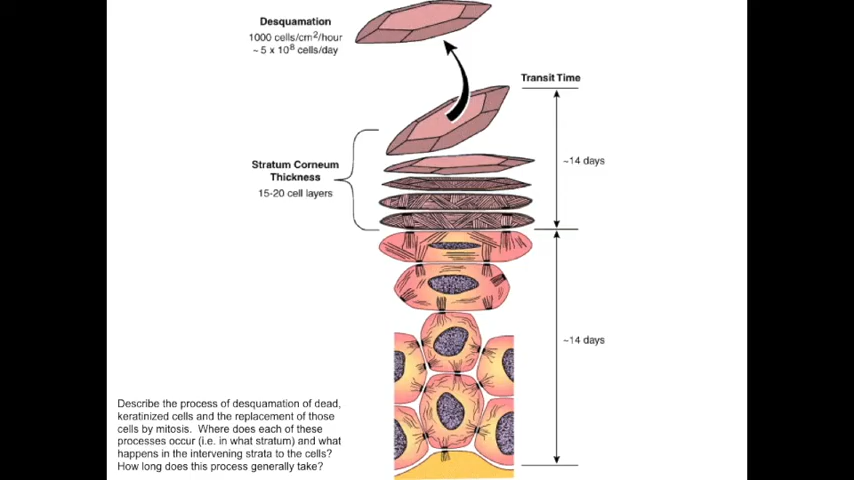 Desquamation
1000 cells/cm²/hour
~ 5 x 10⁸ cells/day
Transit Time
~14 days
Stratum Corneum
Thickness
15-20 cell layers
~14 days
Describe the process of desquamation of dead,
keratinized cells and the replacement of those
cells by mitosis. Where does each of these
processes occur (i.e. in what stratum) and what
happens in the intervening strata to the cells?
How long does this process generally take?